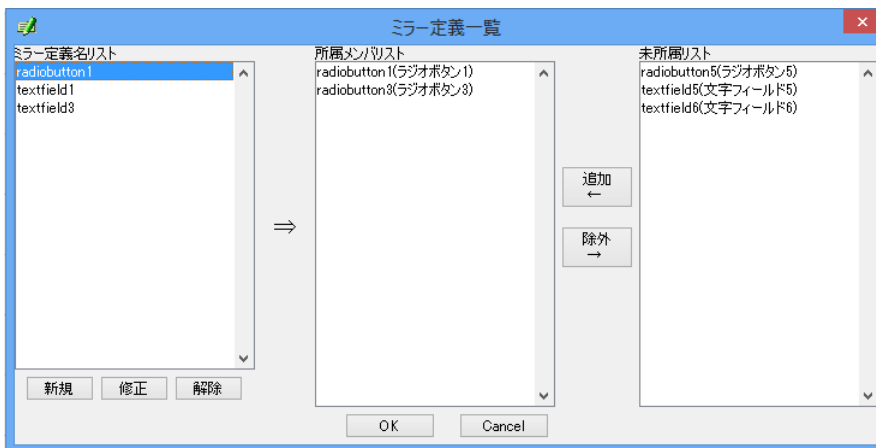 ミラー定義一覧
ミラー定義名リスト
radiobutton1
textfield1
textfield3
新規
修正
解除
⇒
所属メンバリスト
radiobutton1(ラジオボタン1)
radiobutton3(ラジオボタン3)
追加
←
除外
→
未所属リスト
radiobutton5(ラジオボタン5)
textfield5(文字フィールド5)
textfield6(文字フィールド6)
OK
Cancel